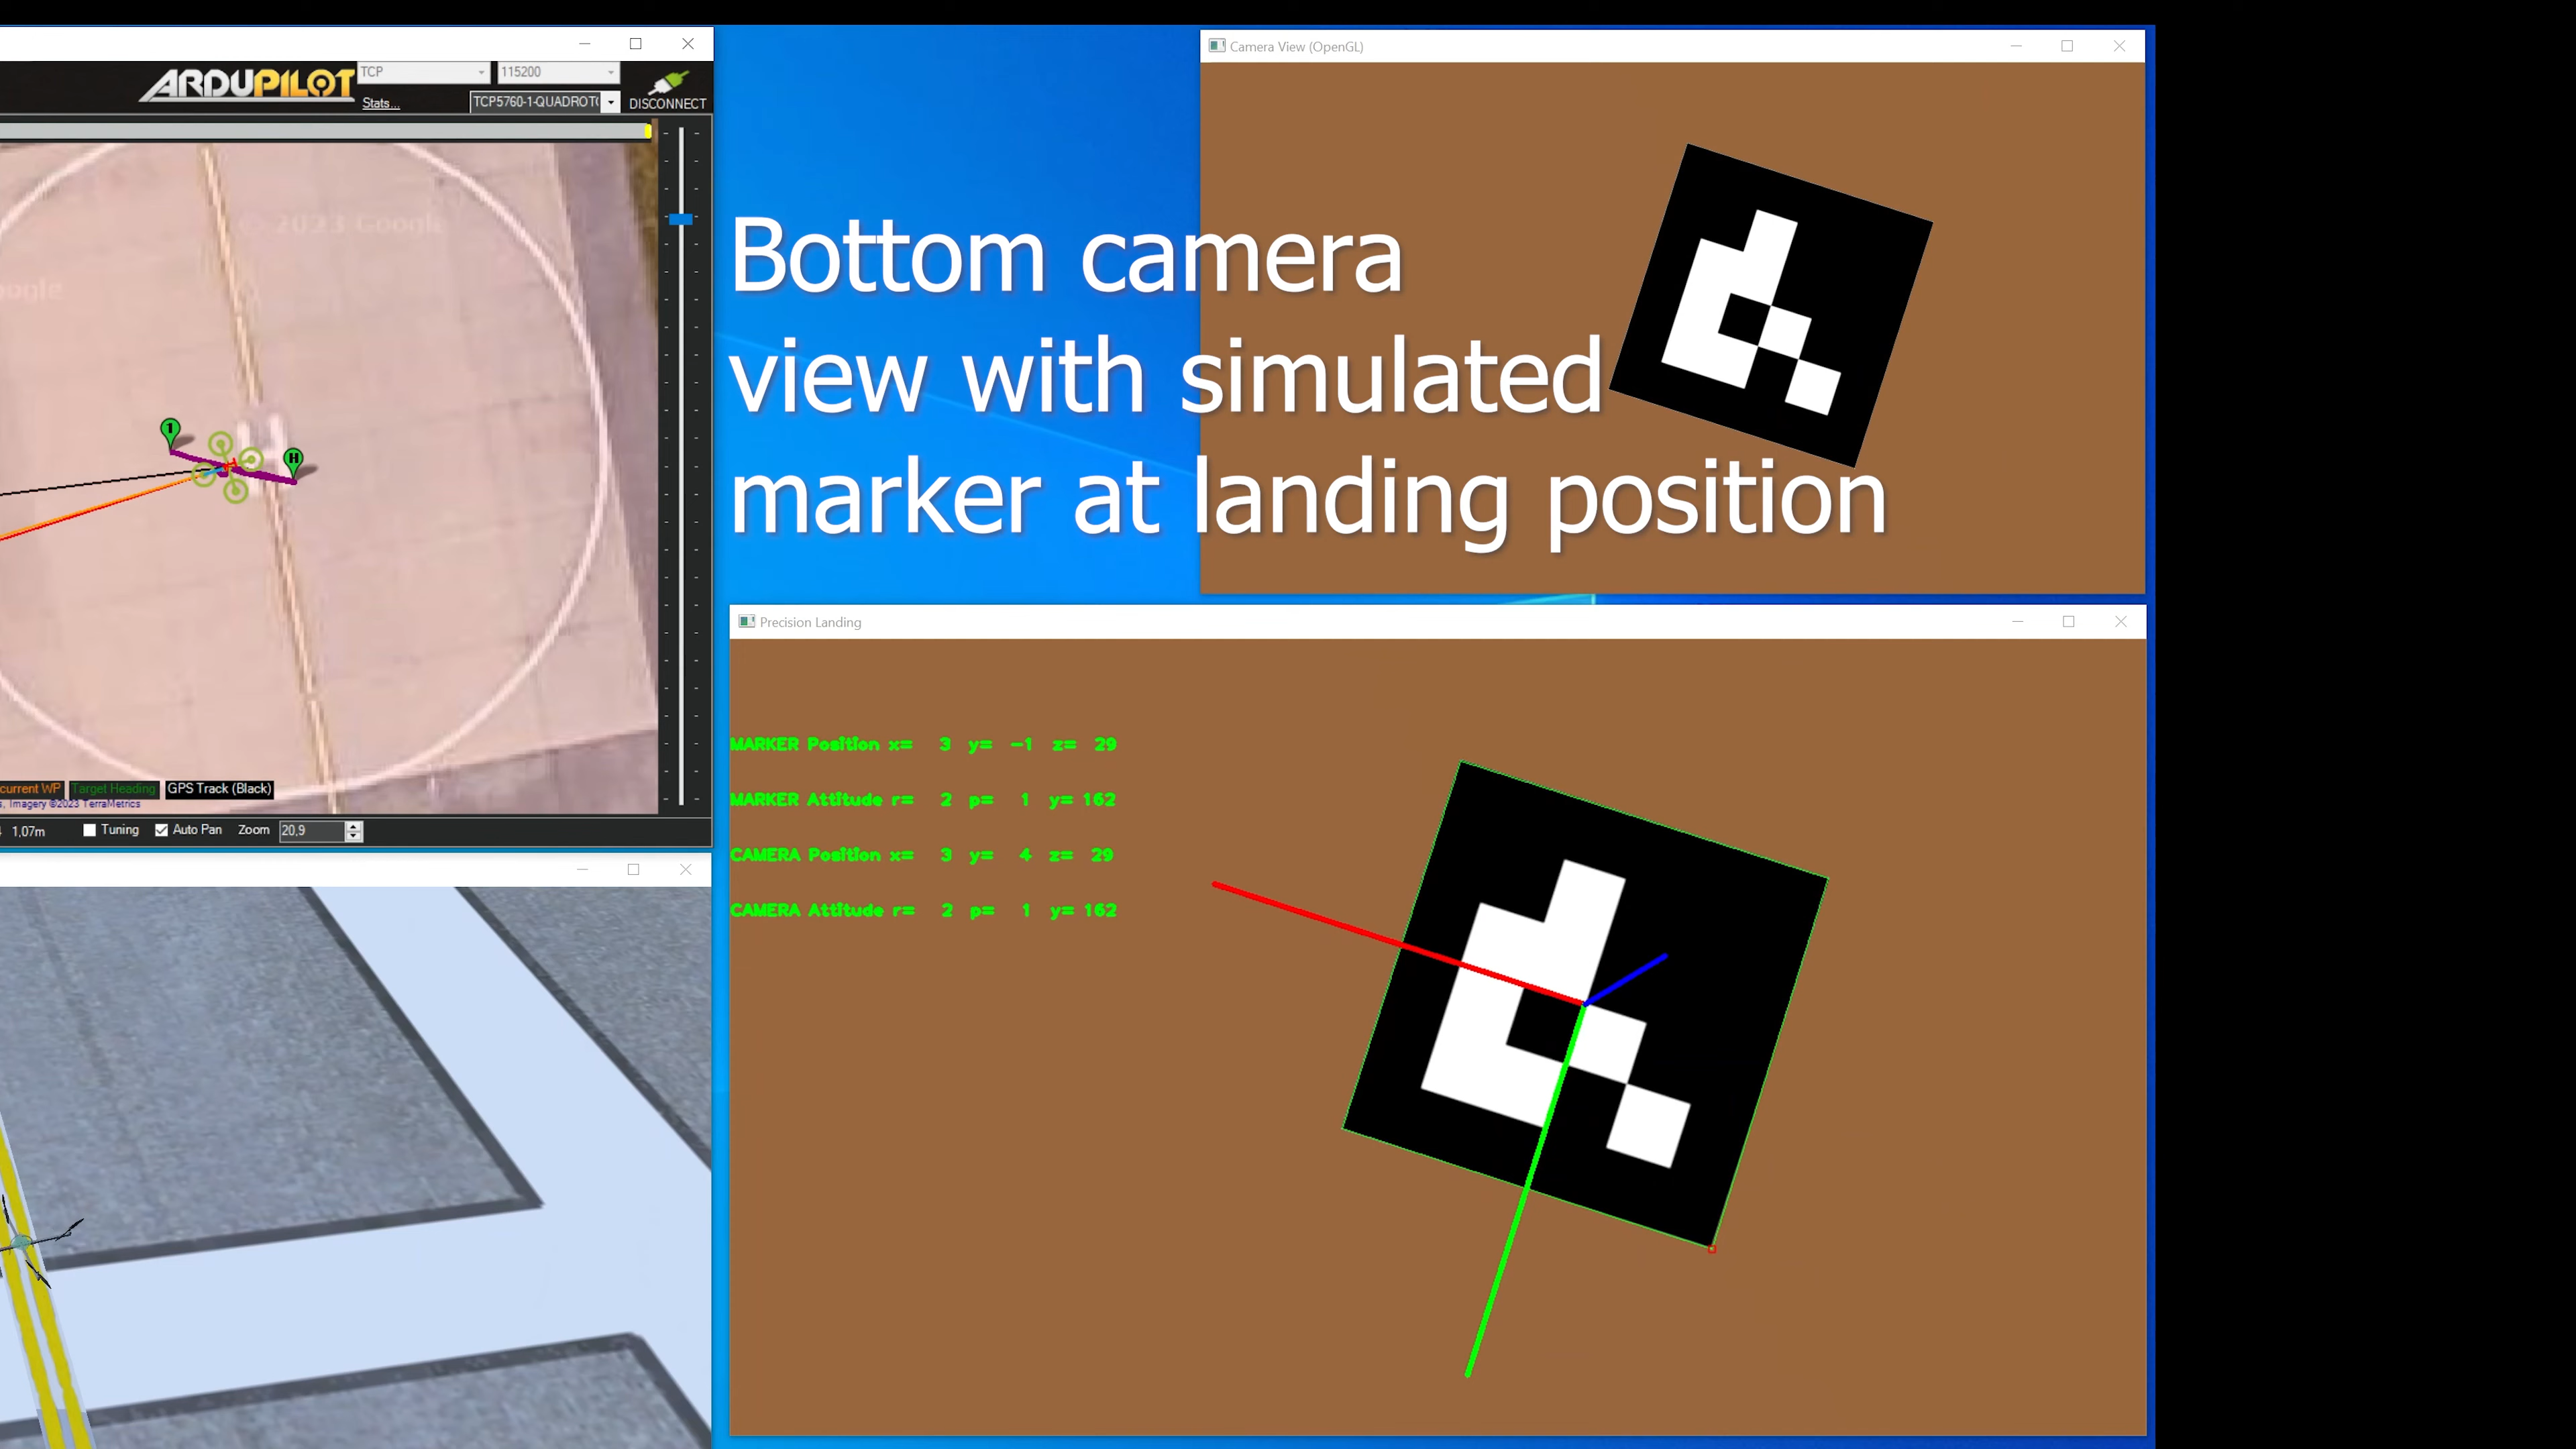 ARDUPILOT
TCP
115200
Stats...
TCP5760-1-QUADROT
DISCONNECT
© 2023 Google
ogle
1
H
current WP
Target Heading
GPS Track (Black)
s, Imagery ©2023 TerraMetrics
1,07m
Tuning
Auto Pan
Zoom
20,9
Camera View (OpenGL)
Bottom camera
view with simulated
marker at landing position
Precision Landing
MARKER Position x= 3 y= -1 z= 29
MARKER Attitude r= 2 p= 1 y= 162
CAMERA Position x= 3 y= 4 z= 29
CAMERA Attitude r= 2 p= 1 y= 162